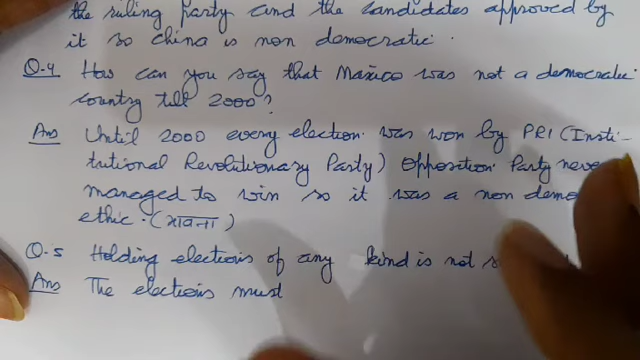 the ruling Party and the candidates approved by
it so china is non democratic.
Q.4 How can you say that Maxico was not a democratic
country till 2000?
Ans Until 2000 every election was won by PRI (Insti-
tutional Revolutionary Party) Opposition Party neve
managed to win so it was a non demo
ethic. (भावना)
Q.5 Holding elections of any kind is not
Ans The elections must